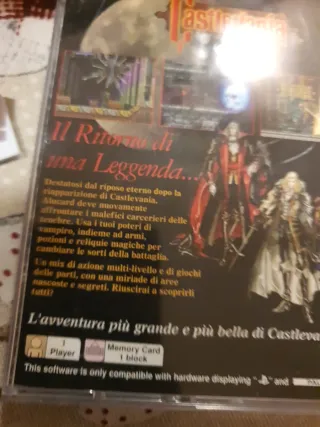 Castlevania
Il Ritorno di
una Leggenda...
Destatosi dal riposo eterno dopo la
riapparizione di Castlevania,
Alucard deve nuovamente
affrontare i malefici carcerieri delle
tenebre. Usa i tuoi poteri di
vampiro, indieme ad armi,
pozioni e reliquie magiche per
cambiare le sorti della battaglia.
Un mix di azione multi-livello e di giochi
delle parti, con una miriade di aree
nascoste e segreti. Riuscirai a scoprirli
tutti?
L'avventura più grande e più bella di Castleva
1
Player
Memory Card
1 block
This software is only compatible with hardware displaying " " and